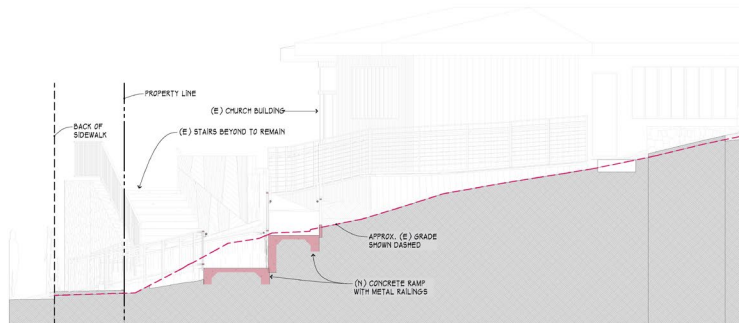 PROPERTY LINE
(E.) CHURCH BUILDING
BACK OF
SIDEWALK
(E) STAIRS BEYOND TO REMAIN
APPROX. (E) GRADE
SHOWN DASHED
(N) CONCRETE RAMP
WITH METAL RAILINGS